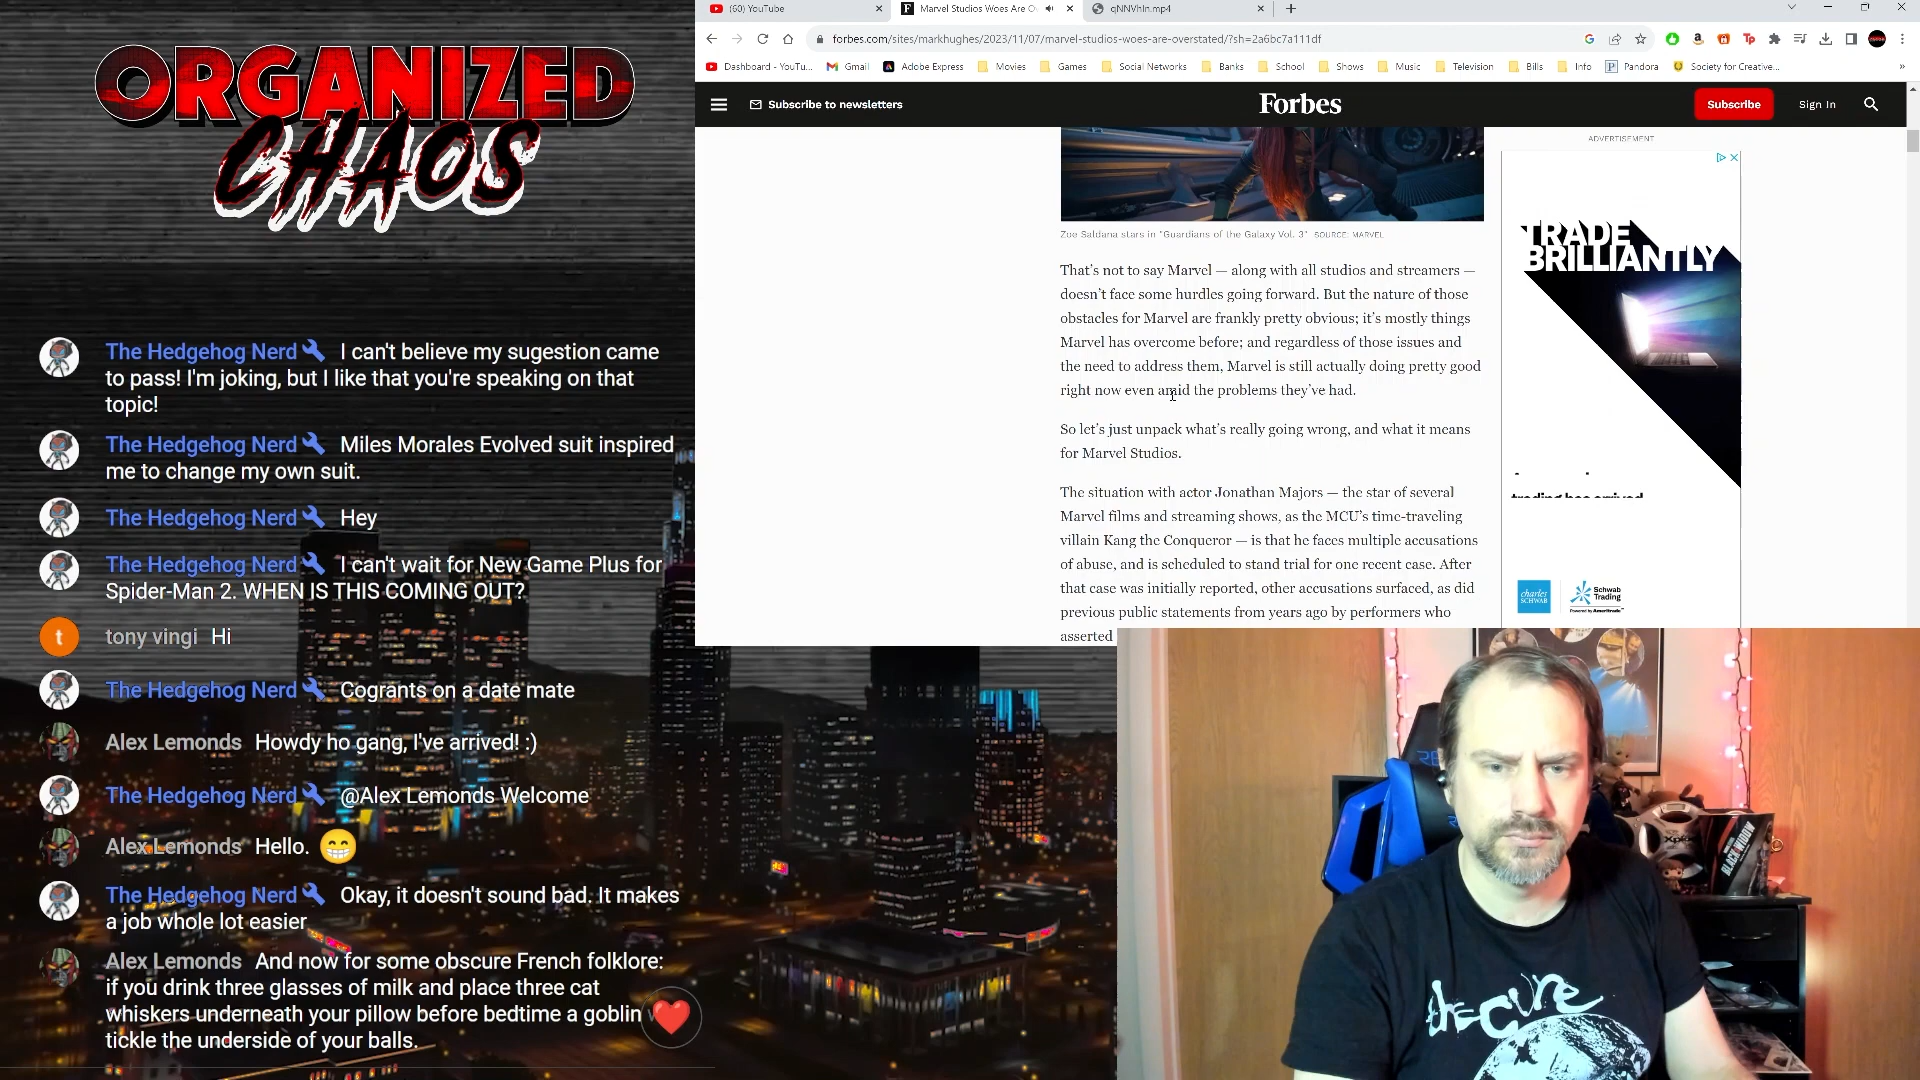 ORGANIZED
CHAOS
The Hedgehog Nerd I can't believe my sugestion came
to pass! I'm joking, but I like that you're speaking on that
topic!
The Hedgehog Nerd Miles Morales Evolved suit inspired
me to change my own suit.
The Hedgehog Nerd Hey
The Hedgehog Nerd I can't wait for New Game Plus for
Spider-Man 2. WHEN IS THIS COMING OUT?
t tony vingi Hi
The Hedgehog Nerd Cogrants on a date mate
Alex Lemonds Howdy ho gang, I've arrived! :)
The Hedgehog Nerd @Alex Lemonds Welcome
Alex Lemonds Hello. 😁
The Hedgehog Nerd Okay, it doesn't sound bad. It makes
a job whole lot easier
Alex Lemonds And now for some obscure French folklore:
if you drink three glasses of milk and place three cat
whiskers underneath your pillow before bedtime a goblin
tickle the underside of your balls.
(60) YouTube
Marvel Studios Woes Are O
qNNVhIn.mp4
forbes.com/sites/markhughes/2023/11/07/marvel-studios-woes-are-overstated/?sh=2a6bc7a111df
Dashboard - YouTu... Gmail Adobe Express Movies Games Social Networks Banks School Shows Music Television Bills Info Pandora Society for Creative... »
Subscribe to newsletters
Forbes
Subscribe
Sign In
ADVERTISEMENT
Zoe Saldana stars in "Guardians of the Galaxy Vol. 3" SOURCE: MARVEL
That's not to say Marvel — along with all studios and streamers —
doesn't face some hurdles going forward. But the nature of those
obstacles for Marvel are frankly pretty obvious; it's mostly things
Marvel has overcome before; and regardless of those issues and
the need to address them, Marvel is still actually doing pretty good
right now even amid the problems they've had.
So let's just unpack what's really going wrong, and what it means
for Marvel Studios.
The situation with actor Jonathan Majors — the star of several
Marvel films and streaming shows, as the MCU's time-traveling
villain Kang the Conqueror — is that he faces multiple accusations
of abuse, and is scheduled to stand trial for one recent case. After
that case was initially reported, other accusations surfaced, as did
previous public statements from years ago by performers who
asserted
TRADE
BRILLIANTLY
trading has arrived
charles
SCHWAB
Schwab
Trading
Powered by Ameritrade
BLACK WIDOW
obscure